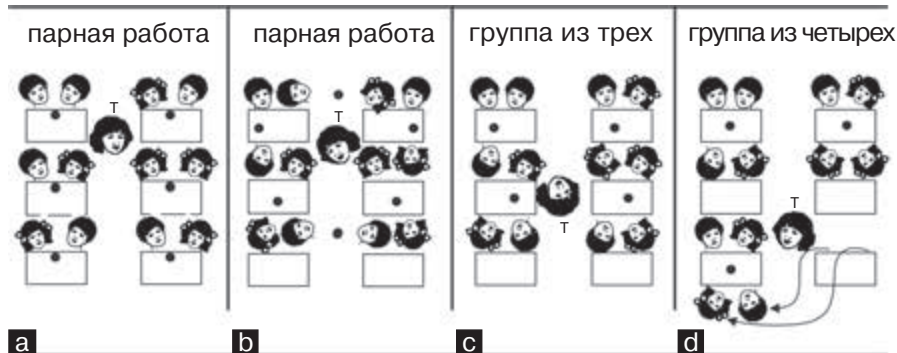 парная работа
парная работа
группа из трех
группа из четырех
T
T
T
T
a
b
c
d